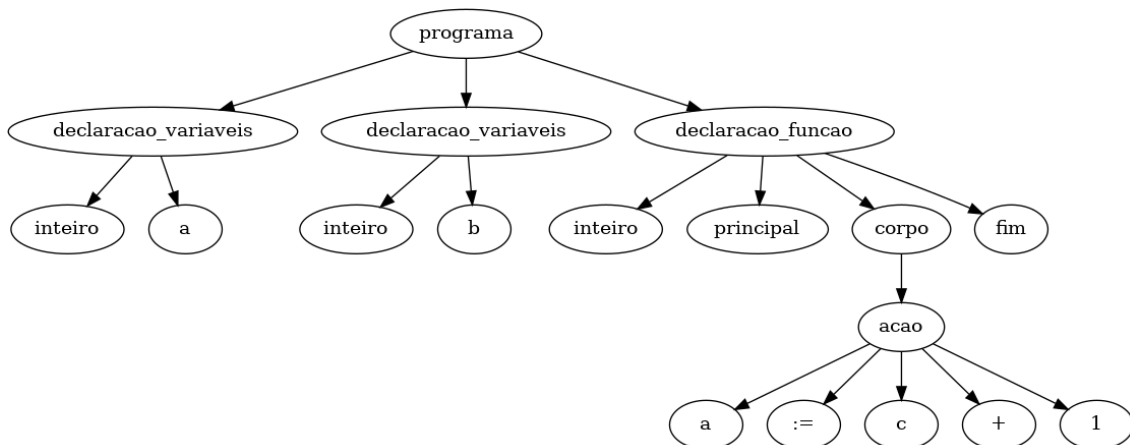 programa
declaracao_variaveis declaracao_variaveis declaracao_funcao
inteiro a inteiro b inteiro principal corpo fim
acao
a := c + 1